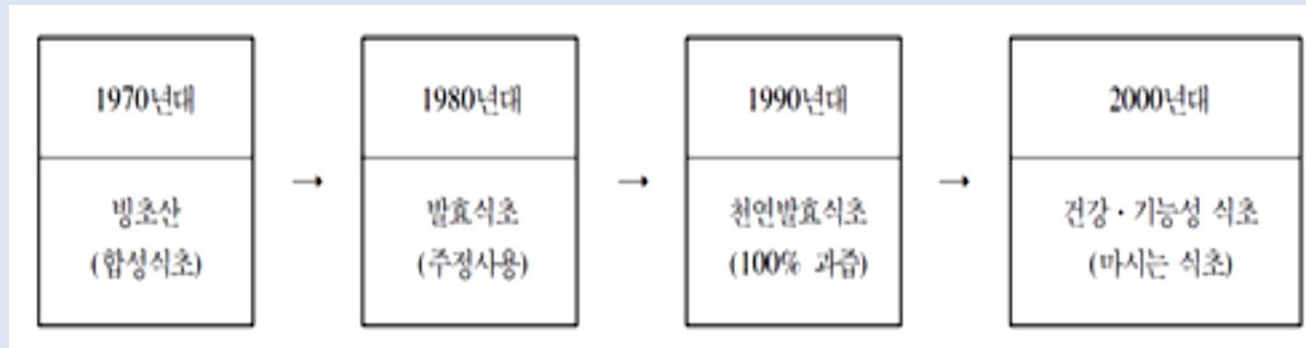 1970년대
빙초산
(합성식초)
→
1980년대
발효식초
(주정사용)
→
1990년대
천연발효식초
(100% 과즙)
→
2000년대
건강·기능성 식초
(마시는 식초)